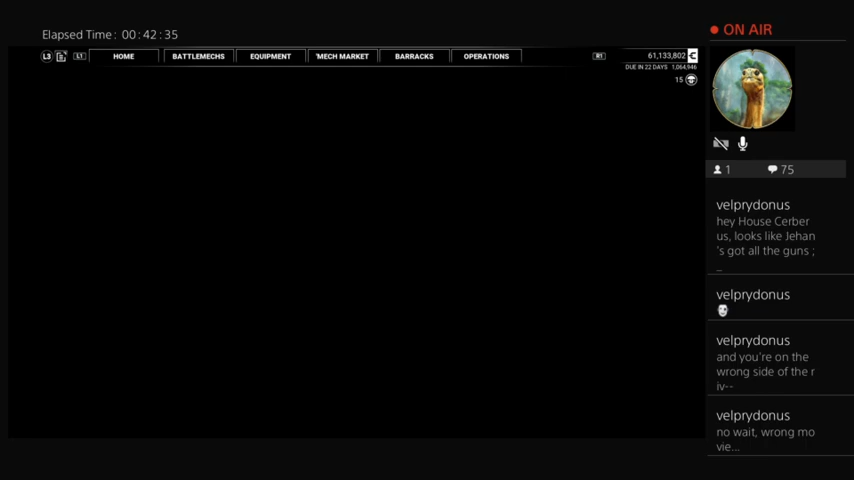 Elapsed Time : 00:42:35
ON AIR
L3 L1 HOME BATTLEMECHS EQUIPMENT 'MECH MARKET BARRACKS OPERATIONS R1 61,133,802
DUE IN 22 DAYS 1,064,946
15
1 75
velprydonus
hey House Cerber
us, looks like Jehan
's got all the guns ;
_
velprydonus
velprydonus
and you're on the
wrong side of the r
iv--
velprydonus
no wait, wrong mo
vie...